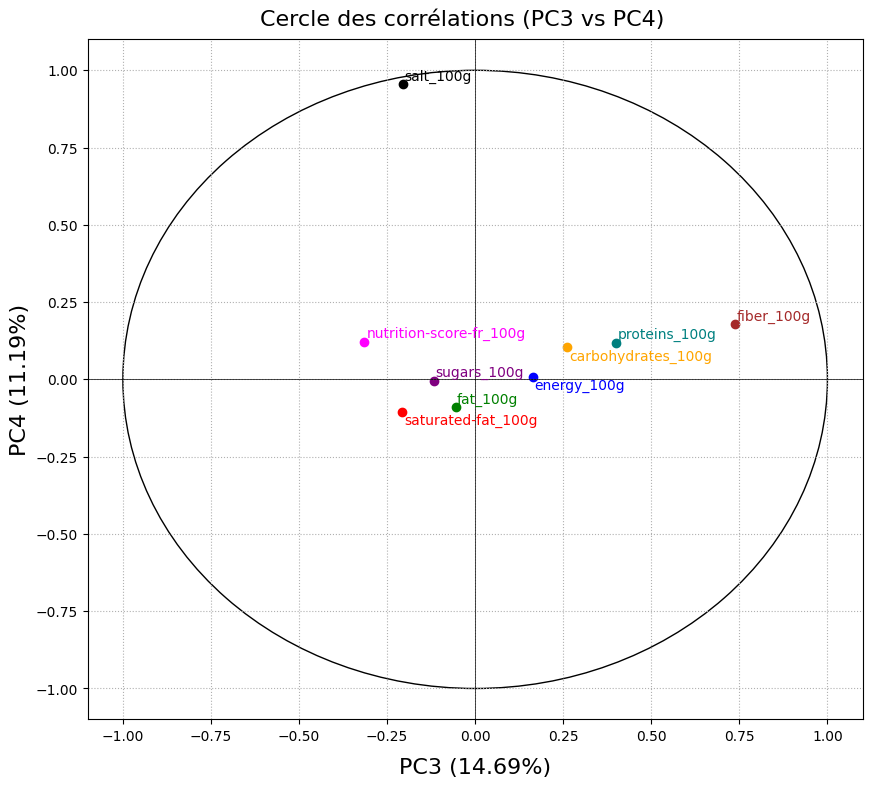 Cercle des corrélations (PC3 vs PC4)
1.00
salt_100g
0.75
0.50
0.25
fiber_100g
nutrition-score-fr_100g
proteins_100g
carbohydrates_100g
0.00
sugars_100g
energy_100g
fat_100g
saturated-fat_100g
−0.25
−0.50
−0.75
−1.00
PC4 (11.19%)
−1.00 −0.75 −0.50 −0.25 0.00 0.25 0.50 0.75 1.00
PC3 (14.69%)